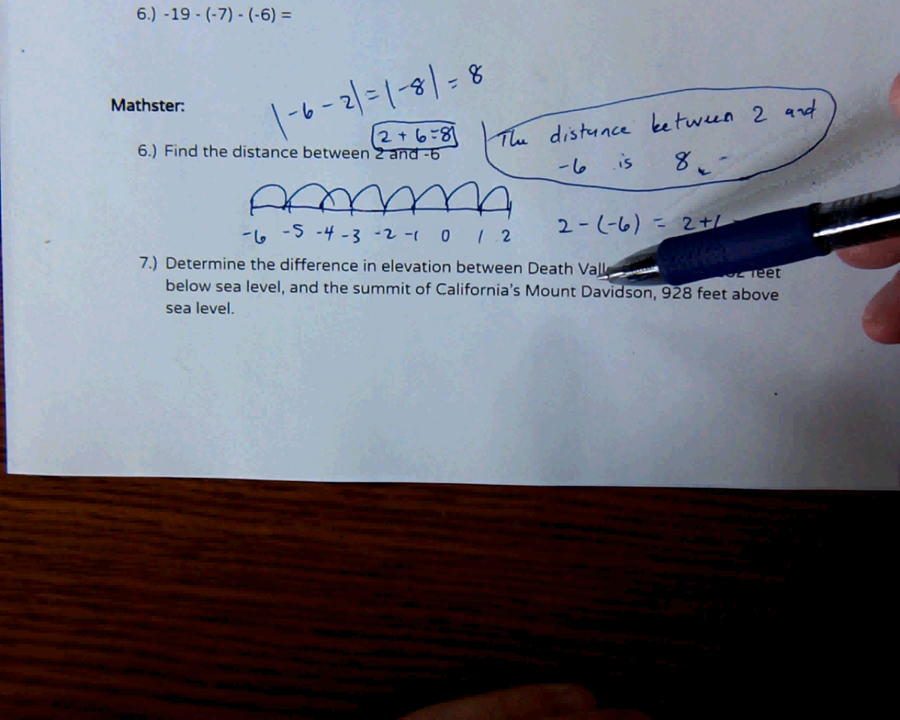 6.) -19 - (-7) - (-6) =
Mathster:
|-6 - 2| = |-8| = 8
2 + 6 = 8
6.) Find the distance between 2 and -6
The distance between 2 and
-6 is 8
-6 -5 -4 -3 -2 -1 0 1 2
2 - (-6) = 2 +
7.) Determine the difference in elevation between Death feet
below sea level, and the summit of California's Mount Davidson, 928 feet above
sea level.